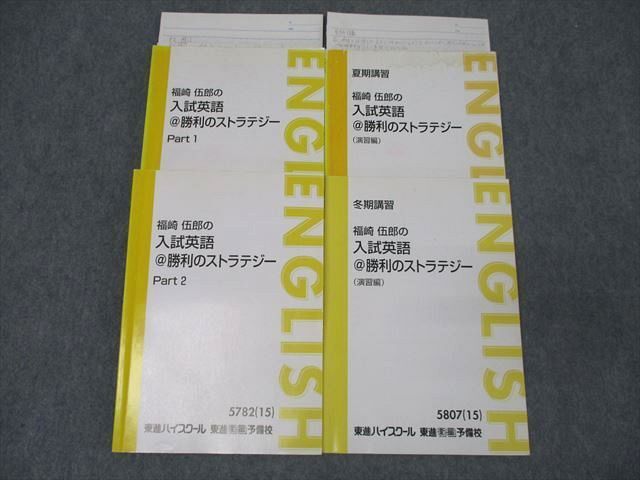 福崎 伍郎の
入試英語
@勝利のストラテジー
Part 1
ENGLISH
夏期講習
福崎 伍郎の
入試英語
@勝利のストラテジー
(演習編)
ENGLISH
福崎 伍郎の
入試英語
@勝利のストラテジー
Part 2
ENGLISH
5782(15)
東進ハイスクール 東進衛星予備校
冬期講習
福崎 伍郎の
入試英語
@勝利のストラテジー
(演習編)
ENGLISH
5807(15)
東進ハイスクール 東進衛星予備校